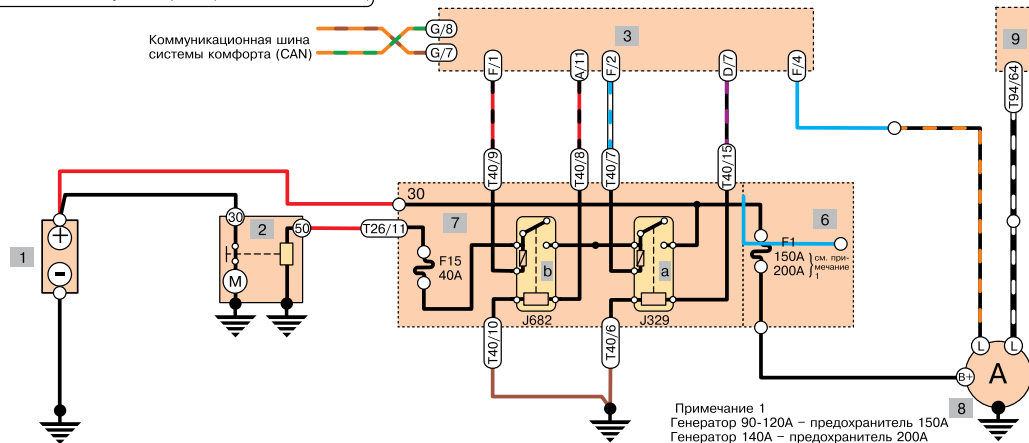 Коммуникационная шина
системы комфорта (CAN)
G/8
G/7
3
9
F/1
A/11
F/2
D/7
F/4
T94/64
T40/9
T40/8
T40/7
T40/15
30
7
6
1
30
2
50
T26/11
M
F15
40A
b
a
F1
150A
200A
см. при-
мечание
1
J682
J329
T40/10
T40/6
L
L
B+
A
8
Примечание 1
Генератор 90-120А – предохранитель 150А
Генератор 140А – предохранитель 200А